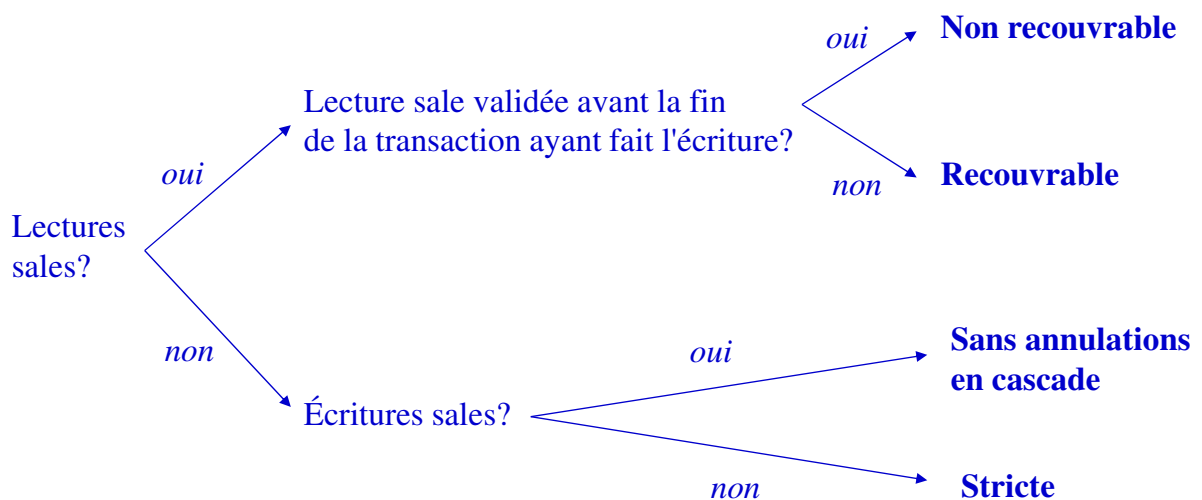 Lectures
sales?
oui
non
Lecture sale validée avant la fin
de la transaction ayant fait l'écriture?
oui
Non recouvrable
non
Recouvrable
Écritures sales?
oui
Sans annulations
en cascade
non
Stricte